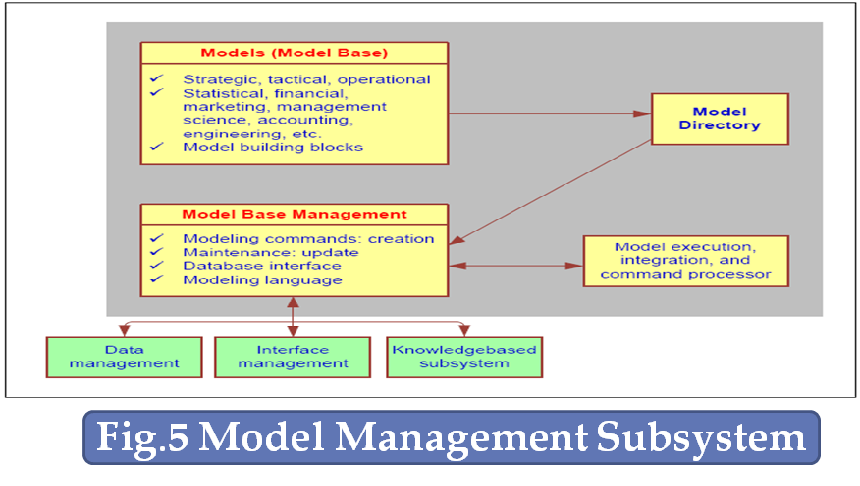 Models (Model Base)
✓ Strategic, tactical, operational
✓ Statistical, financial,
marketing, management
science, accounting,
engineering, etc.
✓ Model building blocks
Model
Directory
Model Base Management
✓ Modeling commands: creation
✓ Maintenance: update
✓ Database interface
✓ Modeling language
Model execution,
integration, and
command processor
Data
management
Interface
management
Knowledgebased
subsystem
Fig.5 Model Management Subsystem